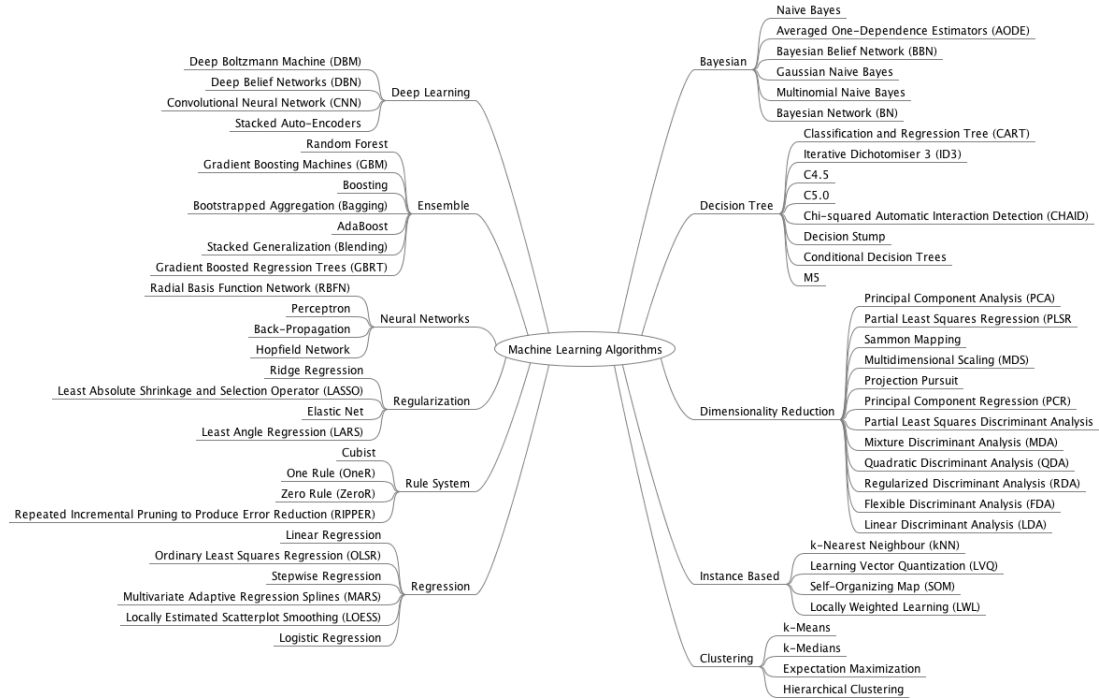 Machine Learning Algorithms
Deep Learning
Deep Boltzmann Machine (DBM)
Deep Belief Networks (DBN)
Convolutional Neural Network (CNN)
Stacked Auto-Encoders
Ensemble
Random Forest
Gradient Boosting Machines (GBM)
Boosting
Bootstrapped Aggregation (Bagging)
AdaBoost
Stacked Generalization (Blending)
Gradient Boosted Regression Trees (GBRT)
Neural Networks
Radial Basis Function Network (RBFN)
Perceptron
Back-Propagation
Hopfield Network
Regularization
Ridge Regression
Least Absolute Shrinkage and Selection Operator (LASSO)
Elastic Net
Least Angle Regression (LARS)
Rule System
Cubist
One Rule (OneR)
Zero Rule (ZeroR)
Repeated Incremental Pruning to Produce Error Reduction (RIPPER)
Regression
Linear Regression
Ordinary Least Squares Regression (OLSR)
Stepwise Regression
Multivariate Adaptive Regression Splines (MARS)
Locally Estimated Scatterplot Smoothing (LOESS)
Logistic Regression
Bayesian
Naive Bayes
Averaged One-Dependence Estimators (AODE)
Bayesian Belief Network (BBN)
Gaussian Naive Bayes
Multinomial Naive Bayes
Bayesian Network (BN)
Decision Tree
Classification and Regression Tree (CART)
Iterative Dichotomiser 3 (ID3)
C4.5
C5.0
Chi-squared Automatic Interaction Detection (CHAID)
Decision Stump
Conditional Decision Trees
M5
Dimensionality Reduction
Principal Component Analysis (PCA)
Partial Least Squares Regression (PLSR
Sammon Mapping
Multidimensional Scaling (MDS)
Projection Pursuit
Principal Component Regression (PCR)
Partial Least Squares Discriminant Analysis
Mixture Discriminant Analysis (MDA)
Quadratic Discriminant Analysis (QDA)
Regularized Discriminant Analysis (RDA)
Flexible Discriminant Analysis (FDA)
Linear Discriminant Analysis (LDA)
Instance Based
k-Nearest Neighbour (kNN)
Learning Vector Quantization (LVQ)
Self-Organizing Map (SOM)
Locally Weighted Learning (LWL)
Clustering
k-Means
k-Medians
Expectation Maximization
Hierarchical Clustering